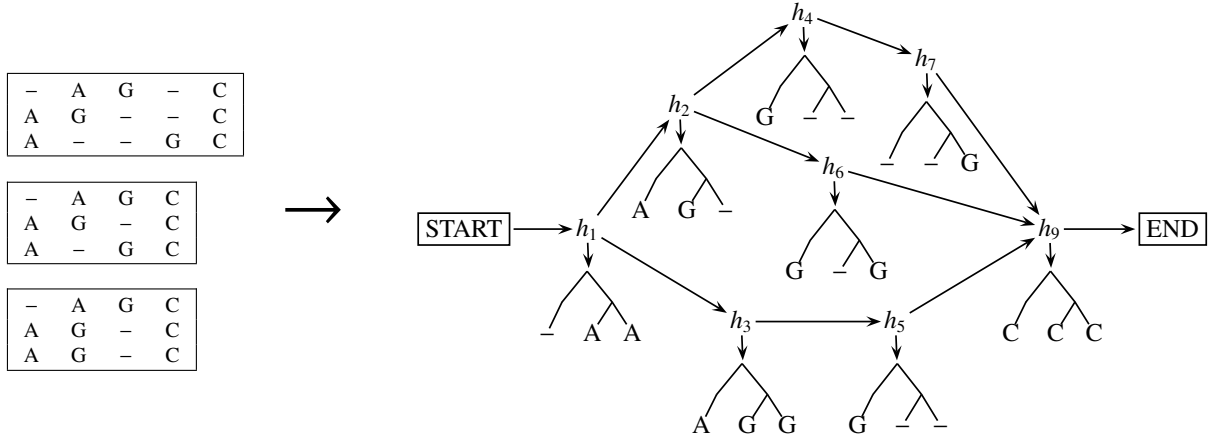 – A G – C
A G – – C
A – – G C
– A G C
A G – C
A – G C
– A G C
A G – C
A G – C
h4
h7
G – –
h2
– – G
h6
A G –
START h1 h9 END
G – G
– A A
h3 h5
C C C
A G G
G – –